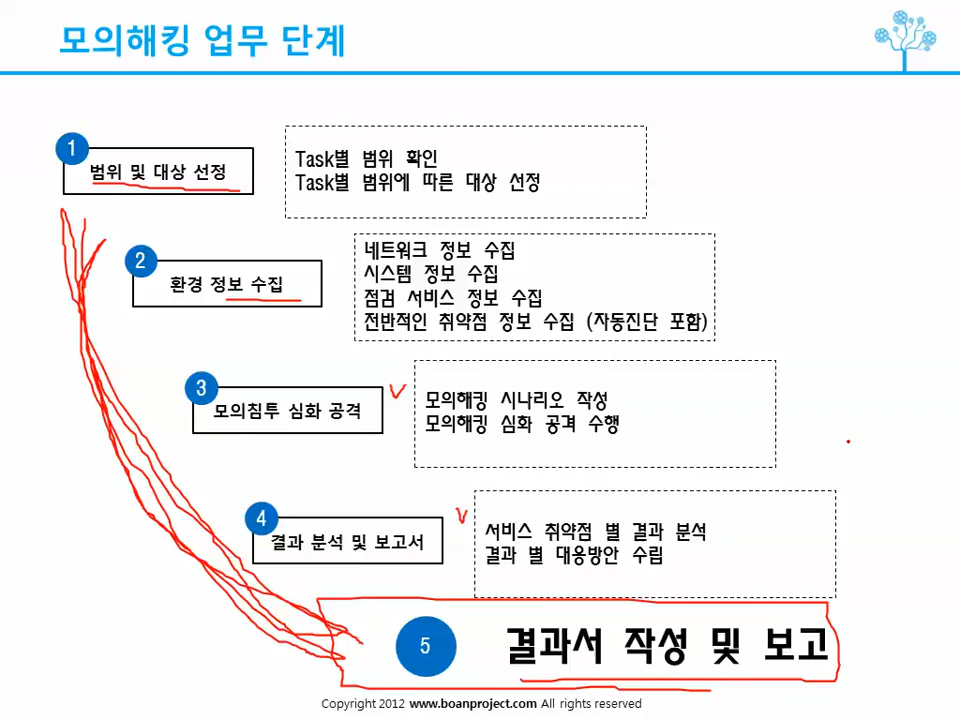 모의해킹 업무 단계
1
범위 및 대상 선정
Task별 범위 확인
Task별 범위에 따른 대상 선정
2
환경 정보 수집
네트워크 정보 수집
시스템 정보 수집
점검 서비스 정보 수집
전반적인 취약점 정보 수집 (자동진단 포함)
3
모의침투 심화 공격
모의해킹 시나리오 작성
모의해킹 심화 공격 수행
4
결과 분석 및 보고서
서비스 취약점 별 결과 분석
결과 별 대응방안 수립
5
결과서 작성 및 보고
Copyright 2012 www.boanproject.com All rights reserved